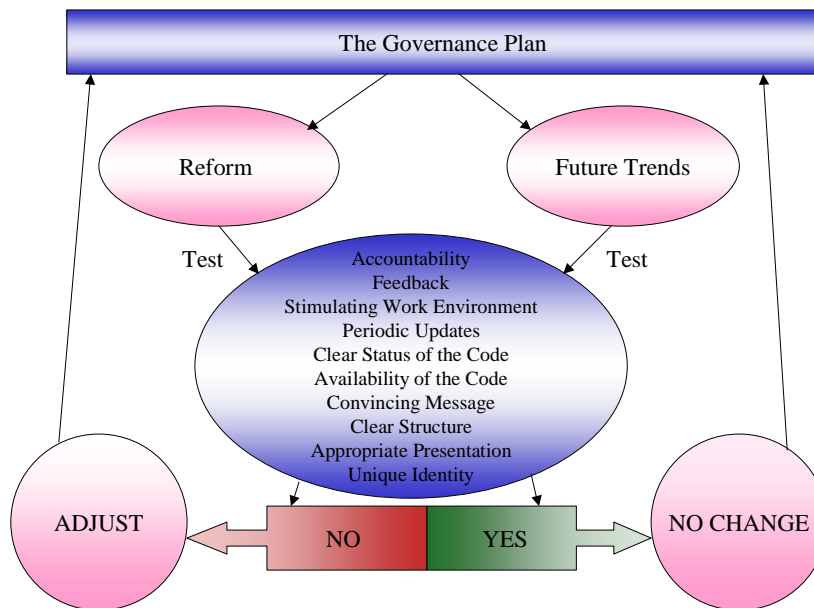 The Governance Plan
Reform
Future Trends
Test
Test
Accountability
Feedback
Stimulating Work Environment
Periodic Updates
Clear Status of the Code
Availability of the Code
Convincing Message
Clear Structure
Appropriate Presentation
Unique Identity
ADJUST
NO
YES
NO CHANGE